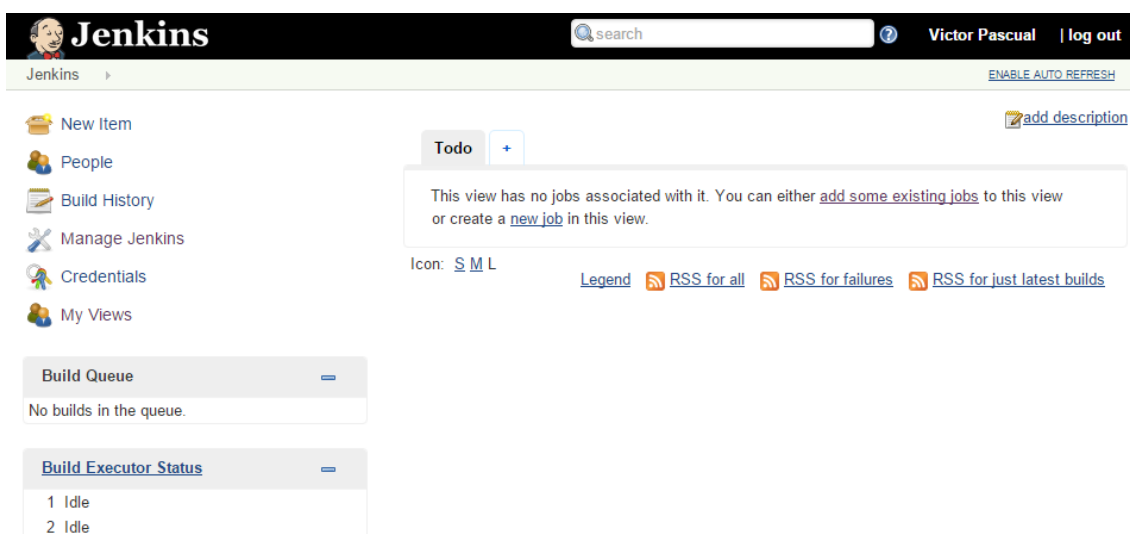 Jenkins
search
Victor Pascual | log out
Jenkins
ENABLE AUTO REFRESH
New Item
People
Build History
Manage Jenkins
Credentials
My Views
Build Queue
No builds in the queue.
Build Executor Status
1 Idle
2 Idle
add description
Todo +
This view has no jobs associated with it. You can either add some existing jobs to this view
or create a new job in this view.
Icon: S M L
Legend RSS for all RSS for failures RSS for just latest builds